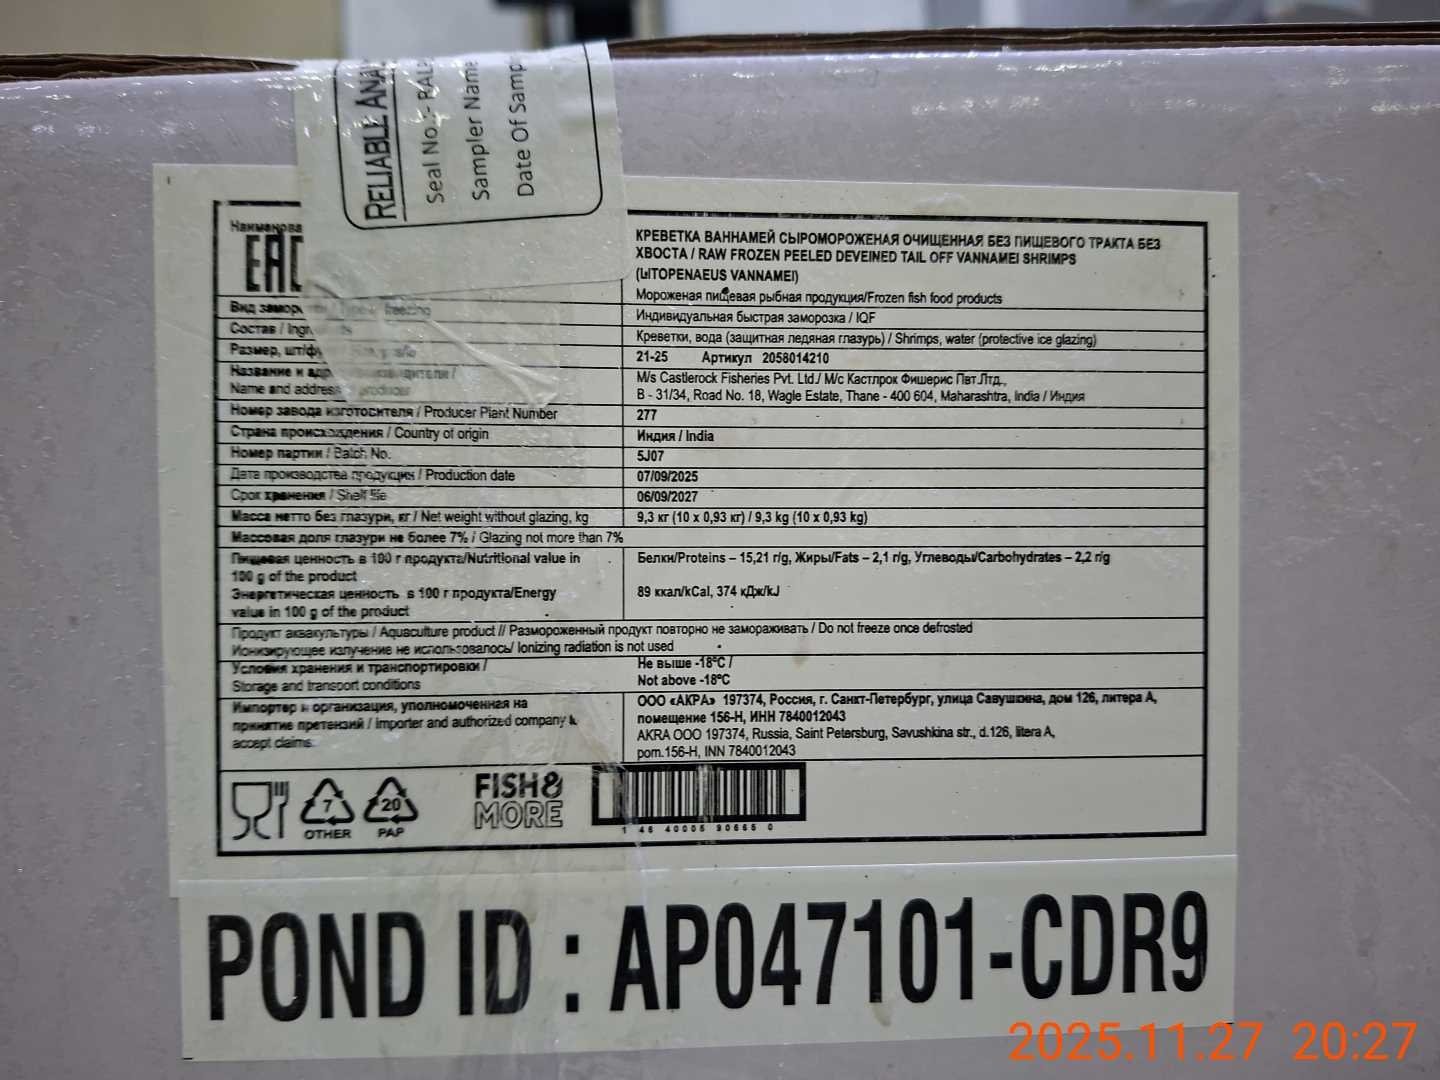 RELIABLE ANA
Seal No.:- RAL
Sampler Name
Date Of Samp
Наименова
EAC
КРЕВЕТКА ВАННАМЕЙ СЫРОМОРОЖЕНАЯ ОЧИЩЕННАЯ БЕЗ ПИЩЕВОГО ТРАКТА БЕЗ
ХВОСТА / RAW FROZEN PEELED DEVEINED TAIL OFF VANNAMEI SHRIMPS
(LITOPENAEUS VANNAMEI)
Мороженая пищевая рыбная продукция/Frozen fish food products
Вид замор freezing
Индивидуальная быстрая заморозка / IQF
Состав / Ingr ts
Креветки, вода (защитная ледяная глазурь) / Shrimps, water (protective ice glazing)
Размер, шт/ф
21-25 Артикул 2058014210
Название и адр дителя /
Name and address producer
M/s Castlerock Fisheries Pvt. Ltd./ М/с Кастлрок Фишерис Пвт.Лтд.,
B - 31/34, Road No. 18, Wagle Estate, Thane - 400 604, Maharashtra, India / Индия
Номер завода изготовителя / Producer Plant Number
277
Страна происхождения / Country of origin
Индия / India
Номер партии / Batch No.
5J07
Дата производства продукции / Production date
07/09/2025
Срок хранения / Shelf life
06/09/2027
Масса нетто без глазури, кг / Net weight without glazing, kg
9,3 кг (10 x 0,93 кг) / 9,3 kg (10 x 0,93 kg)
Массовая доля глазури не более 7% / Glazing not more than 7%
Пищевая ценность в 100 г продукта/Nutritional value in
100 g of the product
Белки/Proteins – 15,21 г/g, Жиры/Fats – 2,1 г/g, Углеводы/Carbohydrates – 2,2 г/g
Энергетическая ценность в 100 г продукта/Energy
value in 100 g of the product
89 ккал/kCal, 374 кДж/kJ
Продукт аквакультуры / Aquaculture product // Размороженный продукт повторно не замораживать / Do not freeze once defrosted
Ионизирующее излучение не использовалось/ Ionizing radiation is not used
Условия хранения и транспортировки /
Storage and transport conditions
Не выше -18°C /
Not above -18°C
Импортер и организация, уполномоченная на
принятие претензий / Importer and authorized company to
accept claims
ООО «АКРА» 197374, Россия, г. Санкт-Петербург, улица Савушкина, дом 126, литера А,
помещение 156-Н, ИНН 7840012043
AKRA OOO 197374, Russia, Saint Petersburg, Savushkina str., d.126, litera A,
pom.156-H, INN 7840012043
7
OTHER
20
PAP
FISH&
MORE
1 46 40005 90665 0
POND ID : AP047101-CDR9
2025.11.27 20:27